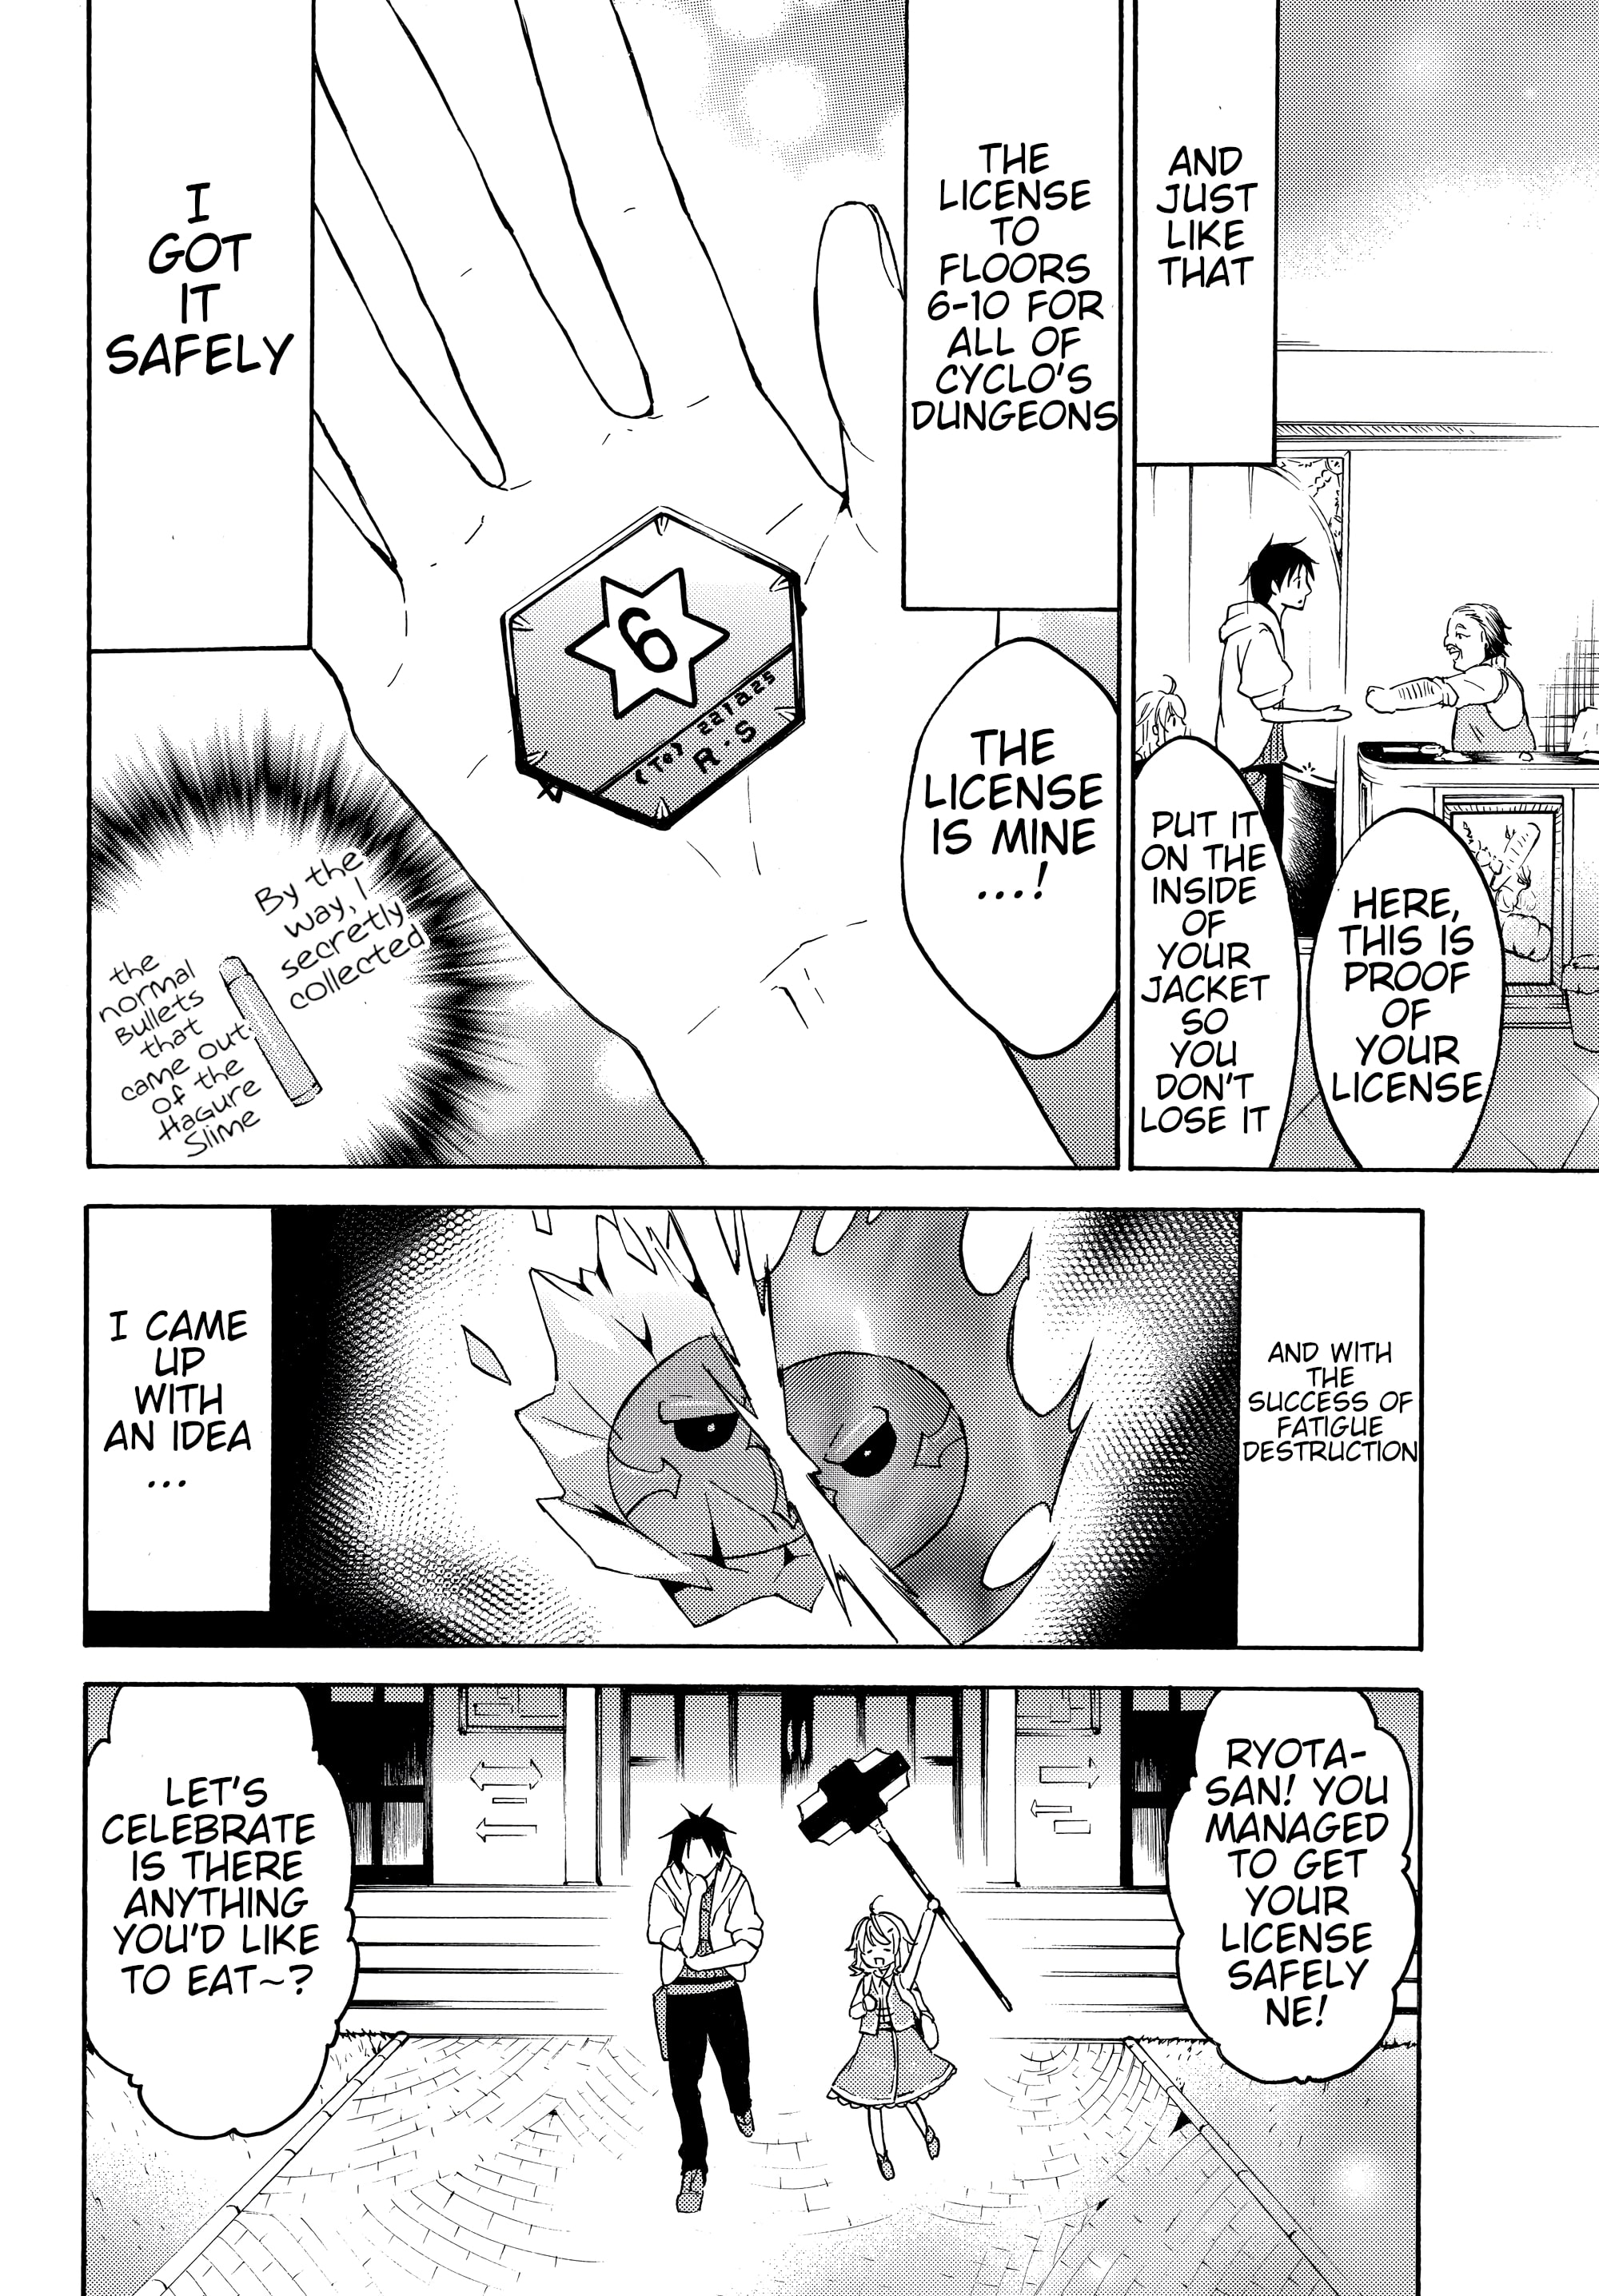 AND
JUST
LIKE
THAT
HERE,
THIS IS
PROOF
OF
YOUR
LICENSE
PUT IT
ON THE
INSIDE
OF
YOUR
JACKET
SO
YOU
DON'T
LOSE IT
THE
LICENSE
TO
FLOORS
6-10 FOR
ALL OF
CYCLO'S
DUNGEONS
THE
LICENSE
IS MINE
...!
6
(TO) 221225
R・S
I
GOT
IT
SAFELY
By the
way, I
secretly
collected
the
normal
Bullets
that
came out
of the
Hagure
Slime
AND WITH
THE
SUCCESS OF
FATIGUE
DESTRUCTION
I CAME
UP
WITH
AN IDEA
...
RYOTA-
SAN! YOU
MANAGED
TO GET
YOUR
LICENSE
SAFELY
NE!
LET'S
CELEBRATE
IS THERE
ANYTHING
YOU'D LIKE
TO EAT~?